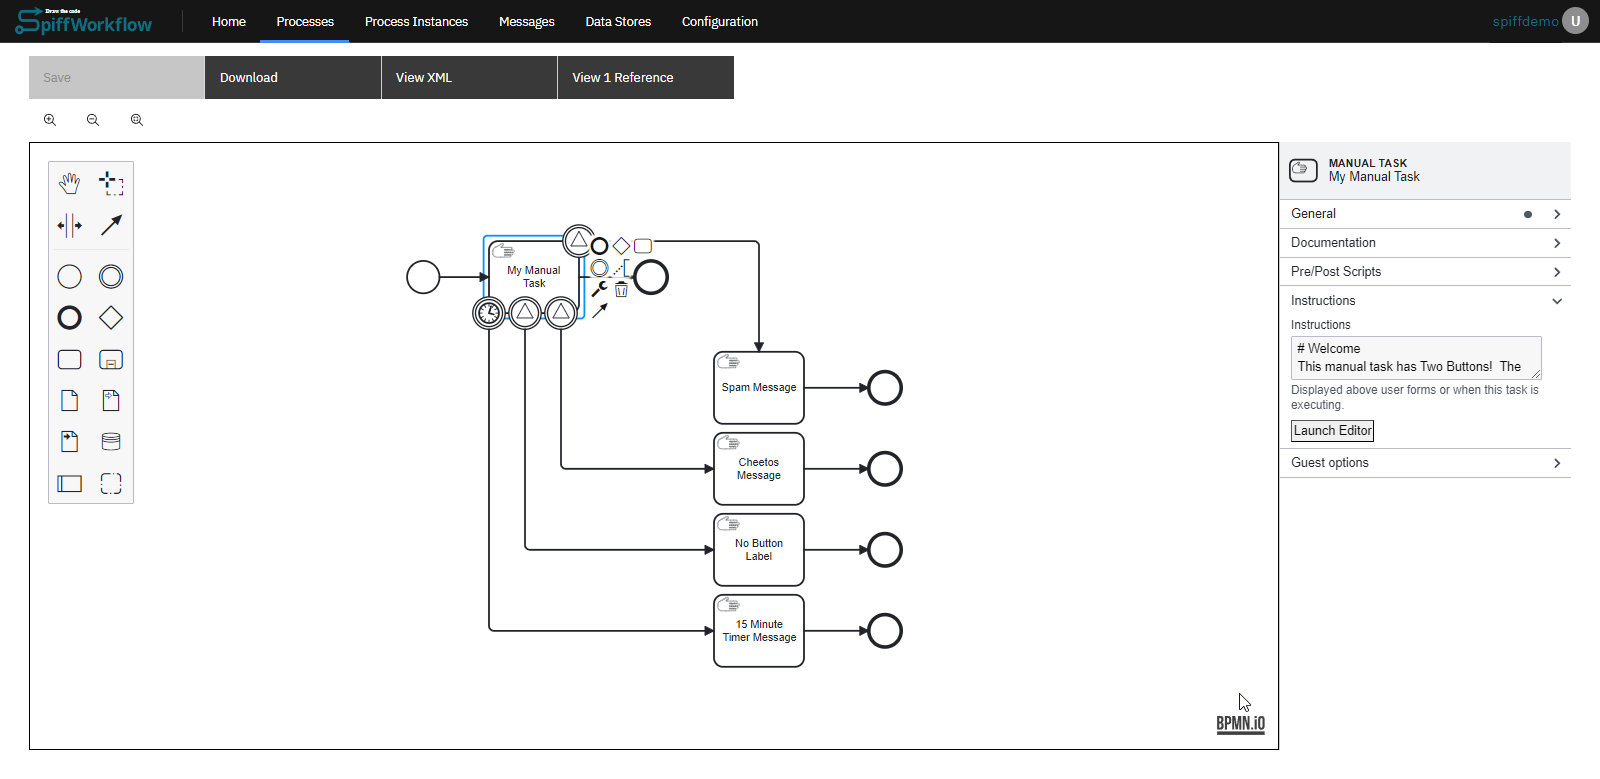 Draw the code
SpiffWorkflow
Home
Processes
Process Instances
Messages
Data Stores
Configuration
spiffdemo
U
Save
Download
View XML
View 1 Reference
My Manual
Task
Spam Message
Cheetos
Message
No Button
Label
15 Minute
Timer Message
BPMN.iO
MANUAL TASK
My Manual Task
General
Documentation
Pre/Post Scripts
Instructions
Instructions
# Welcome
This manual task has Two Buttons!  The
Displayed above user forms or when this task is
executing.
Launch Editor
Guest options